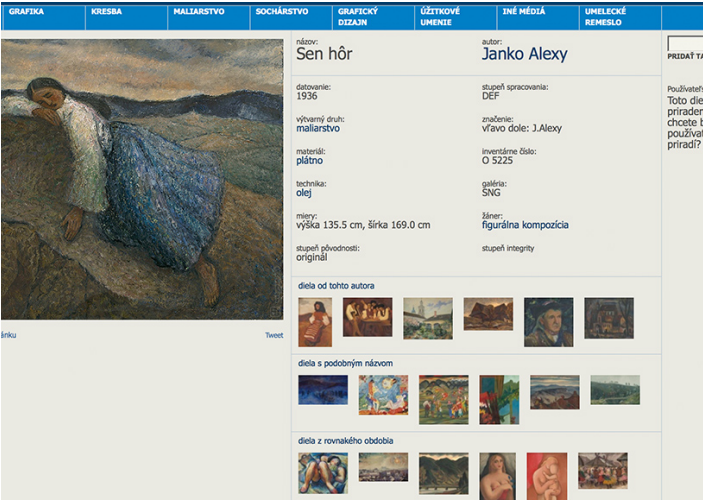 GRAFIKA
KRESBA
MALIARSTVO
SOCHÁRSTVO
GRAFICKÝ
DIZAJN
ÚŽITKOVÉ
UMENIE
INÉ MÉDIÁ
UMELECKÉ
REMESLO
názov:
Sen hôr
autor:
Janko Alexy
datovanie:
1936
stupeň spracovania:
DEF
výtvarný druh:
maliarstvo
značenie:
vľavo dole: J.Alexy
materiál:
plátno
inventárne číslo:
O 5225
technika:
olej
galéria:
SNG
miery:
výška 135.5 cm, šírka 169.0 cm
žáner:
figurálna kompozícia
stupeň pôvodnosti:
originál
stupeň integrity
diela od tohto autora
diela s podobným názvom
diela z rovnakého obdobia
ánku
Tweet
PRIDAŤ TA
Používateľs
Toto die
priraden
chcete b
používat
priradí?